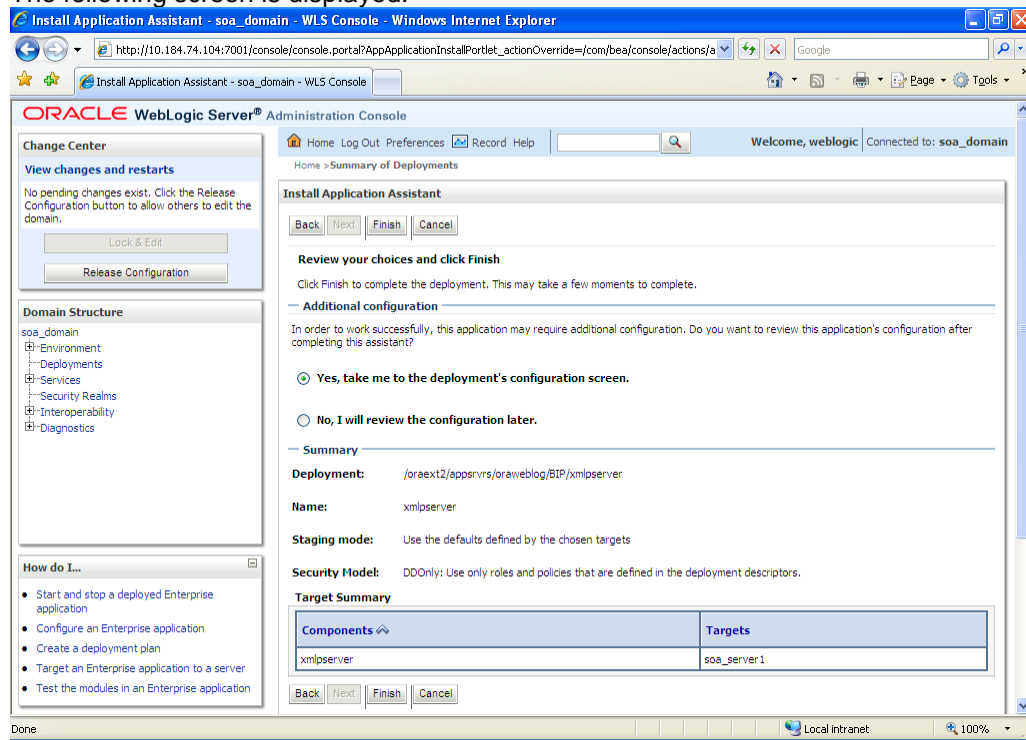 The following screen is displayed:
Install Application Assistant - soa_domain - WLS Console - Windows Internet Explorer
http://10.184.74.104:7001/console/console.portal?AppApplicationInstallPortlet_actionOverride=/com/bea/console/actions/a
Google
Install Application Assistant - soa_domain - WLS Console
Page
Tools
ORACLE WebLogic Server® Administration Console
Change Center
View changes and restarts
No pending changes exist. Click the Release
Configuration button to allow others to edit the
domain.
Lock & Edit
Release Configuration
Domain Structure
soa_domain
Environment
Deployments
Services
Security Realms
Interoperability
Diagnostics
How do I...
Start and stop a deployed Enterprise
application
Configure an Enterprise application
Create a deployment plan
Target an Enterprise application to a server
Test the modules in an Enterprise application
Home Log Out Preferences Record Help
Welcome, weblogic Connected to: soa_domain
Home >Summary of Deployments
Install Application Assistant
Back Next Finish Cancel
Review your choices and click Finish
Click Finish to complete the deployment. This may take a few moments to complete.
Additional configuration
In order to work successfully, this application may require additional configuration. Do you want to review this application's configuration after
completing this assistant?
Yes, take me to the deployment's configuration screen.
No, I will review the configuration later.
Summary
Deployment: /oraext2/appsrvrs/oraweblog/BIP/xmlpserver
Name: xmlpserver
Staging mode: Use the defaults defined by the chosen targets
Security Model: DDOnly: Use only roles and policies that are defined in the deployment descriptors.
Target Summary
Components Targets
xmlpserver soa_server1
Back Next Finish Cancel
Done
Local intranet
100%